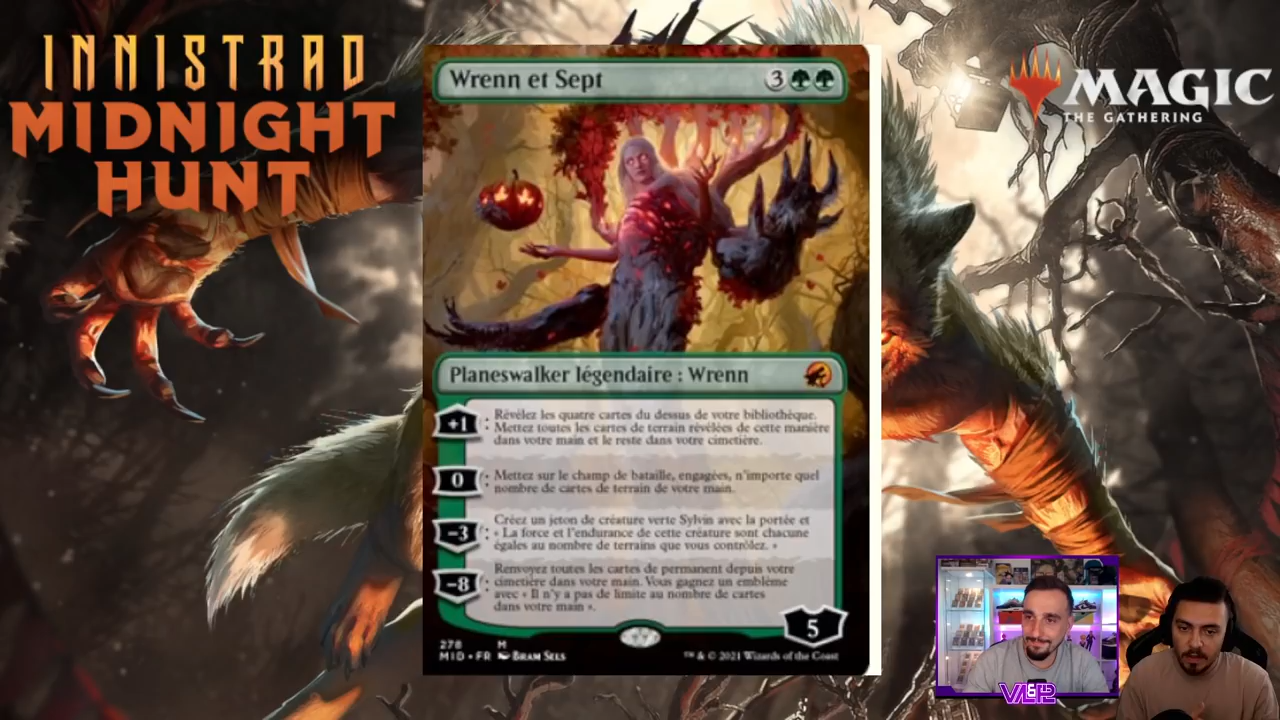 INNISTRAD
MIDNIGHT
HUNT
MAGIC
THE GATHERING
Wrenn et Sept
3
Planeswalker légendaire : Wrenn
+1 : Révélez les quatre cartes du dessus de votre bibliothèque.
Mettez toutes les cartes de terrain révélées de cette manière
dans votre main et le reste dans votre cimetière.
0 : Mettez sur le champ de bataille, engagées, n'importe quel
nombre de cartes de terrain de votre main.
−3 : Créez un jeton de créature verte Sylvin avec la portée et
« La force et l'endurance de cette créature sont chacune
égales au nombre de terrains que vous contrôlez. »
−8 : Renvoyez toutes les cartes de permanent depuis votre
cimetière dans votre main. Vous gagnez un emblème
avec « Il n'y a pas de limite au nombre de cartes
dans votre main ».
5
278 M
MID • FR BRAM SELS
™ & © 2021 Wizards of the Coast